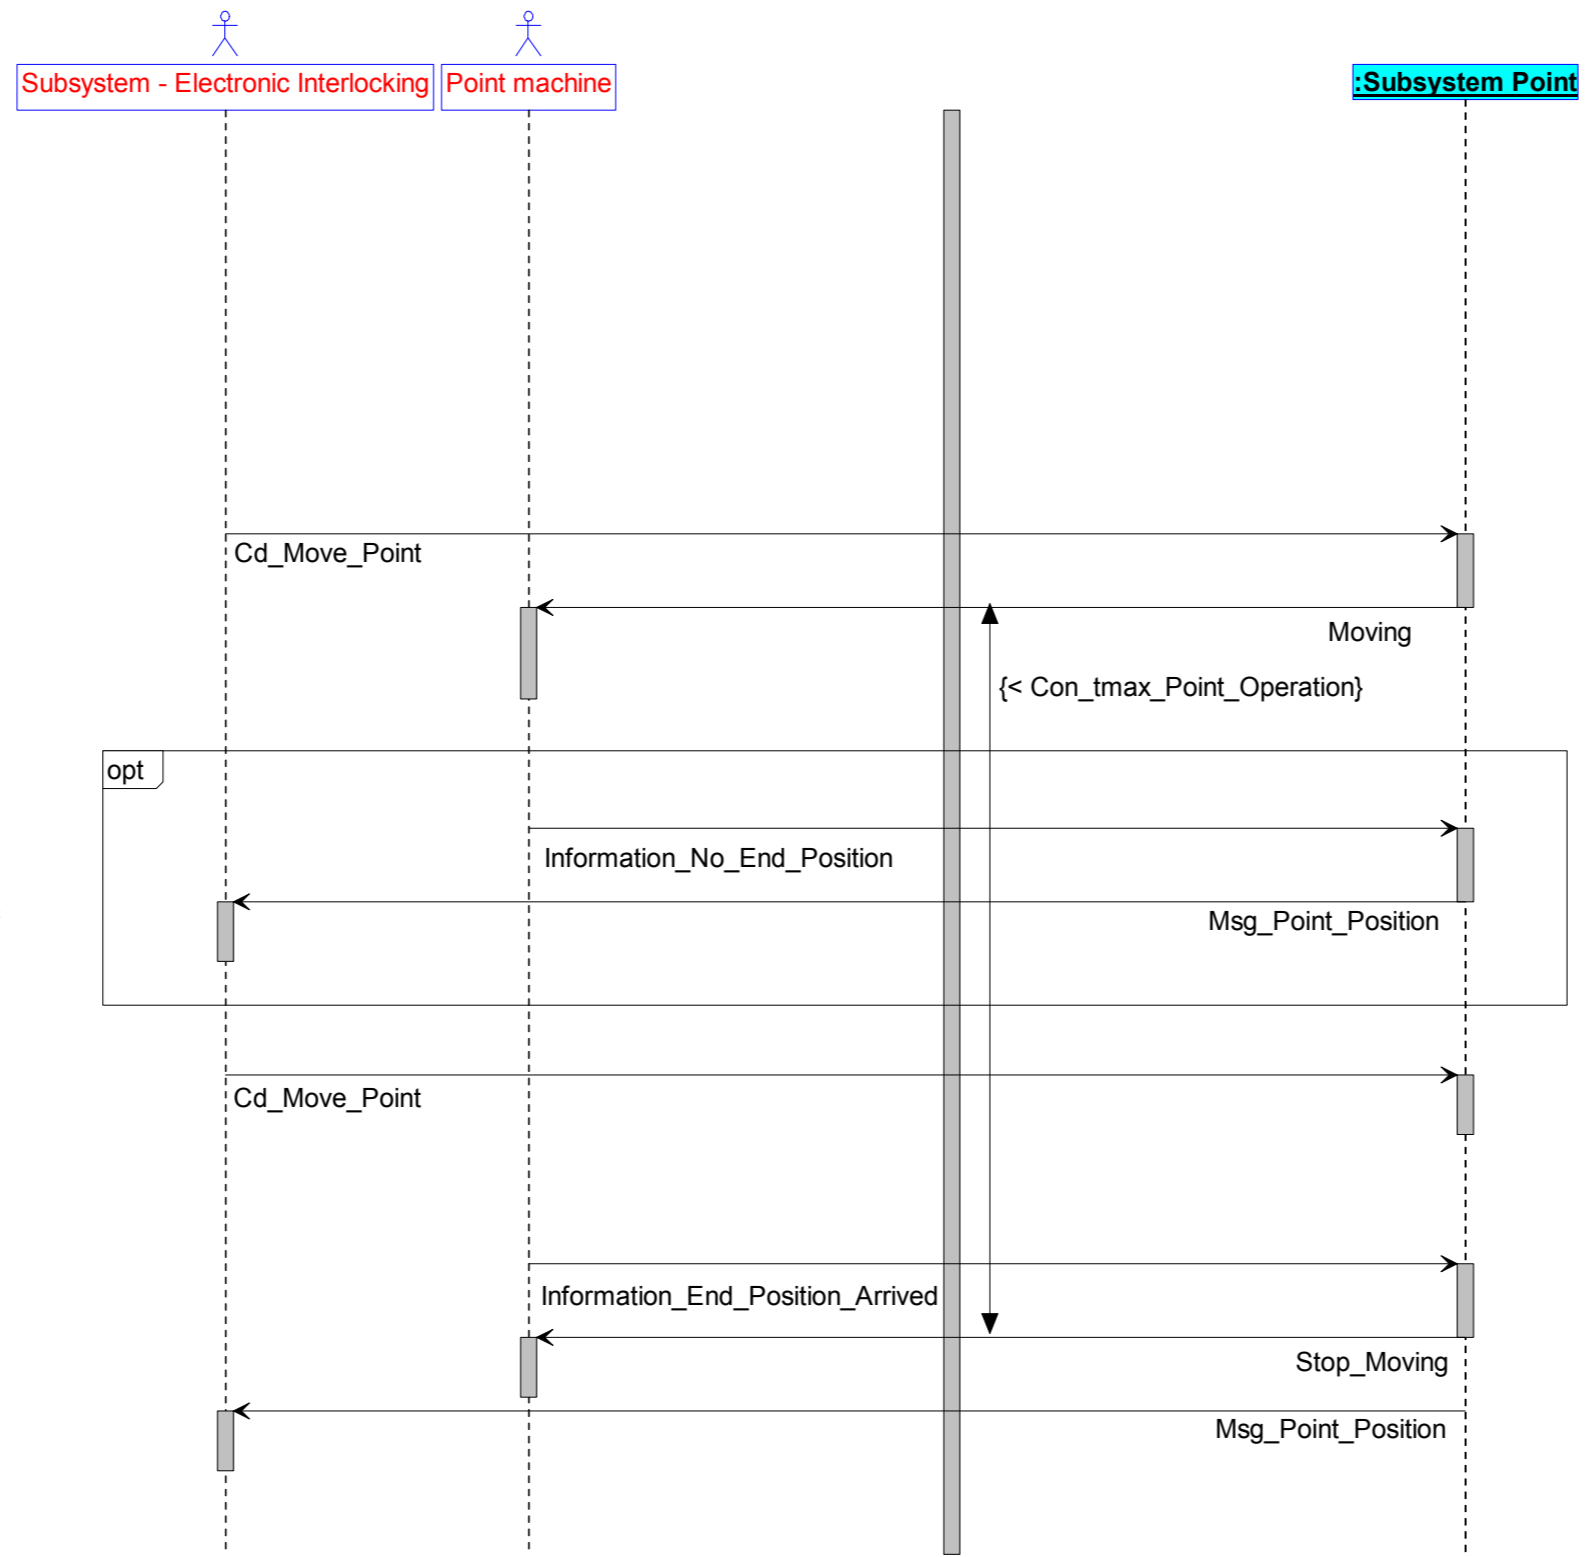 Subsystem - Electronic Interlocking
Point machine
:Subsystem Point
Cd_Move_Point
Moving
{< Con_tmax_Point_Operation}
opt
Information_No_End_Position
Msg_Point_Position
Cd_Move_Point
Information_End_Position_Arrived
Stop_Moving
Msg_Point_Position